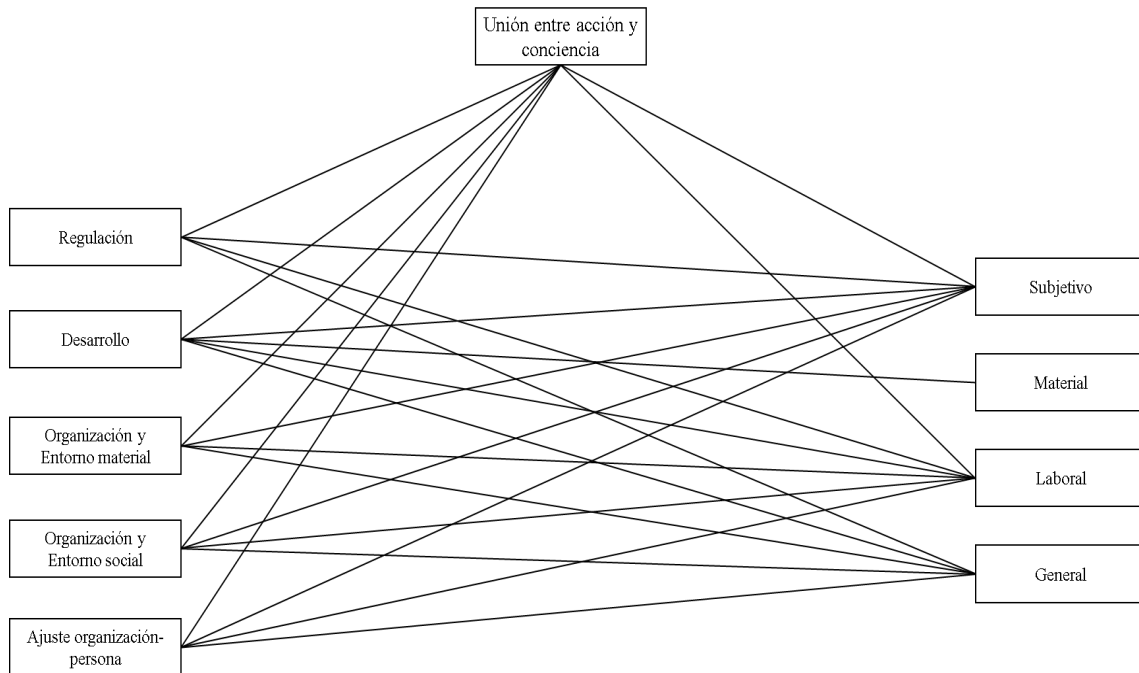 Unión entre acción y
conciencia
Regulación
Desarrollo
Organización y
Entorno material
Organización y
Entorno social
Ajuste organización-
persona
Subjetivo
Material
Laboral
General